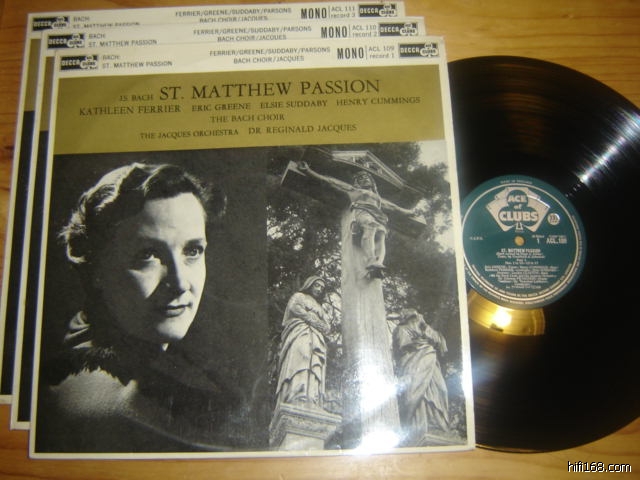 DECCA
BACH:
ST. MATTHEW PASSION
FERRIER/GREENE/SUDDABY/PARSONS
BACH CHOIR/JACQUES
MONO
ACL 111
record 3
DECCA
DECCA
BACH:
ST. MATTHEW PASSION
FERRIER/GREENE/SUDDABY/PARSONS
BACH CHOIR/JACQUES
MONO
ACL 110
record 2
DECCA
DECCA
BACH:
ST. MATTHEW PASSION
FERRIER/GREENE/SUDDABY/PARSONS
BACH CHOIR/JACQUES
MONO
ACL 109
record 1
DECCA
J.S. BACH ST. MATTHEW PASSION
KATHLEEN FERRIER ERIC GREENE ELSIE SUDDABY HENRY CUMMINGS
THE BACH CHOIR
THE JACQUES ORCHESTRA DR. REGINALD JACQUES
ACE
of
CLUBS
ST. MATTHEW PASSION
1
hifi168.com